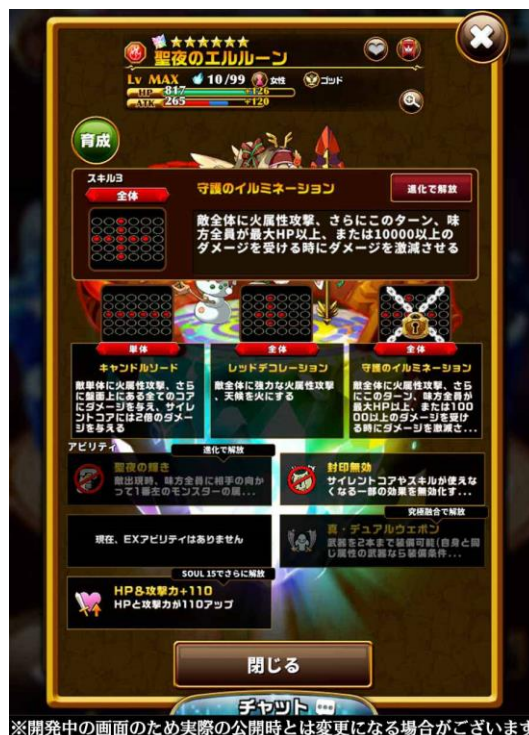 ★★★★★★
聖夜のエルルーン
Lv MAX 10/99 女性 ゴッド
HP 817 +126
ATK 265 +120
育成
スキル3
全体
守護のイルミネーション
進化で解放
敵全体に火属性攻撃、さらにこのターン、味
方全員が最大HP以上、または10000以上の
ダメージを受ける時にダメージを激減させる
単体
キャンドルソード
敵単体に火属性攻撃、さら
に盤面上にある全てのコア
にダメージを与え、サイレ
ントコアには2倍のダメー
ジを与える
全体
レッドデコレーション
敵全体に強力な火属性攻撃
、天候を火にする
全体
守護のイルミネーション
敵全体に火属性攻撃、さら
にこのターン、味方全員が
最大HP以上、または100
00以上のダメージを受け
る時にダメージを激減さ...
アビリティ
進化で解放
聖夜の輝き
敵出現時、味方全員に相手の向か
って1番左のモンスターの属...
封印無効
サイレントコアやスキルが使えな
くなる一部の効果を無効化す...
現在、EXアビリティはありません
究極融合で解放
真・デュアルウェポン
武器を2本まで装備可能(自身と同
じ属性の武器なら装備条件...
SOUL 15でさらに解放
HP&攻撃力+110
HPと攻撃力が110アップ
閉じる
チャット
※開発中の画面のため実際の公開時とは変更になる場合がございます